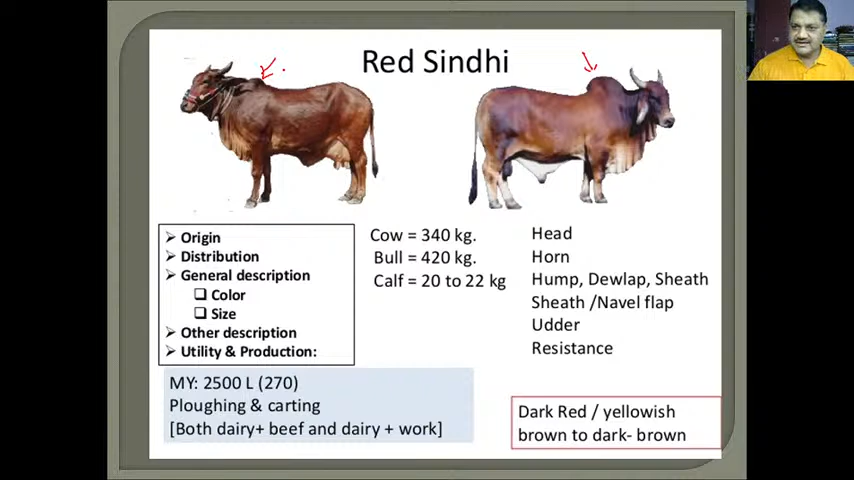 Red Sindhi
Origin
Distribution
General description
Color
Size
Other description
Utility & Production:
Cow = 340 kg.
Bull = 420 kg.
Calf = 20 to 22 kg
Head
Horn
Hump, Dewlap, Sheath
Sheath /Navel flap
Udder
Resistance
MY: 2500 L (270)
Ploughing & carting
[Both dairy+ beef and dairy + work]
Dark Red / yellowish
brown to dark- brown